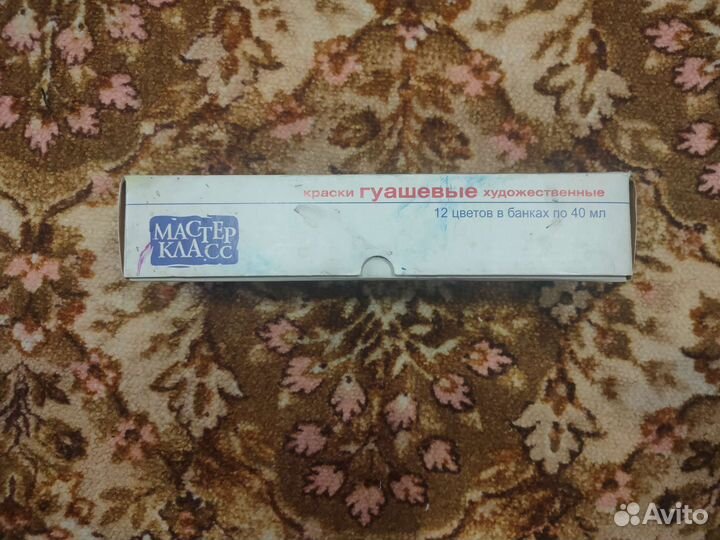 краски гуашевые художественные
12 цветов в банках по 40 мл
МАСТЕР
КЛАСС
Avito